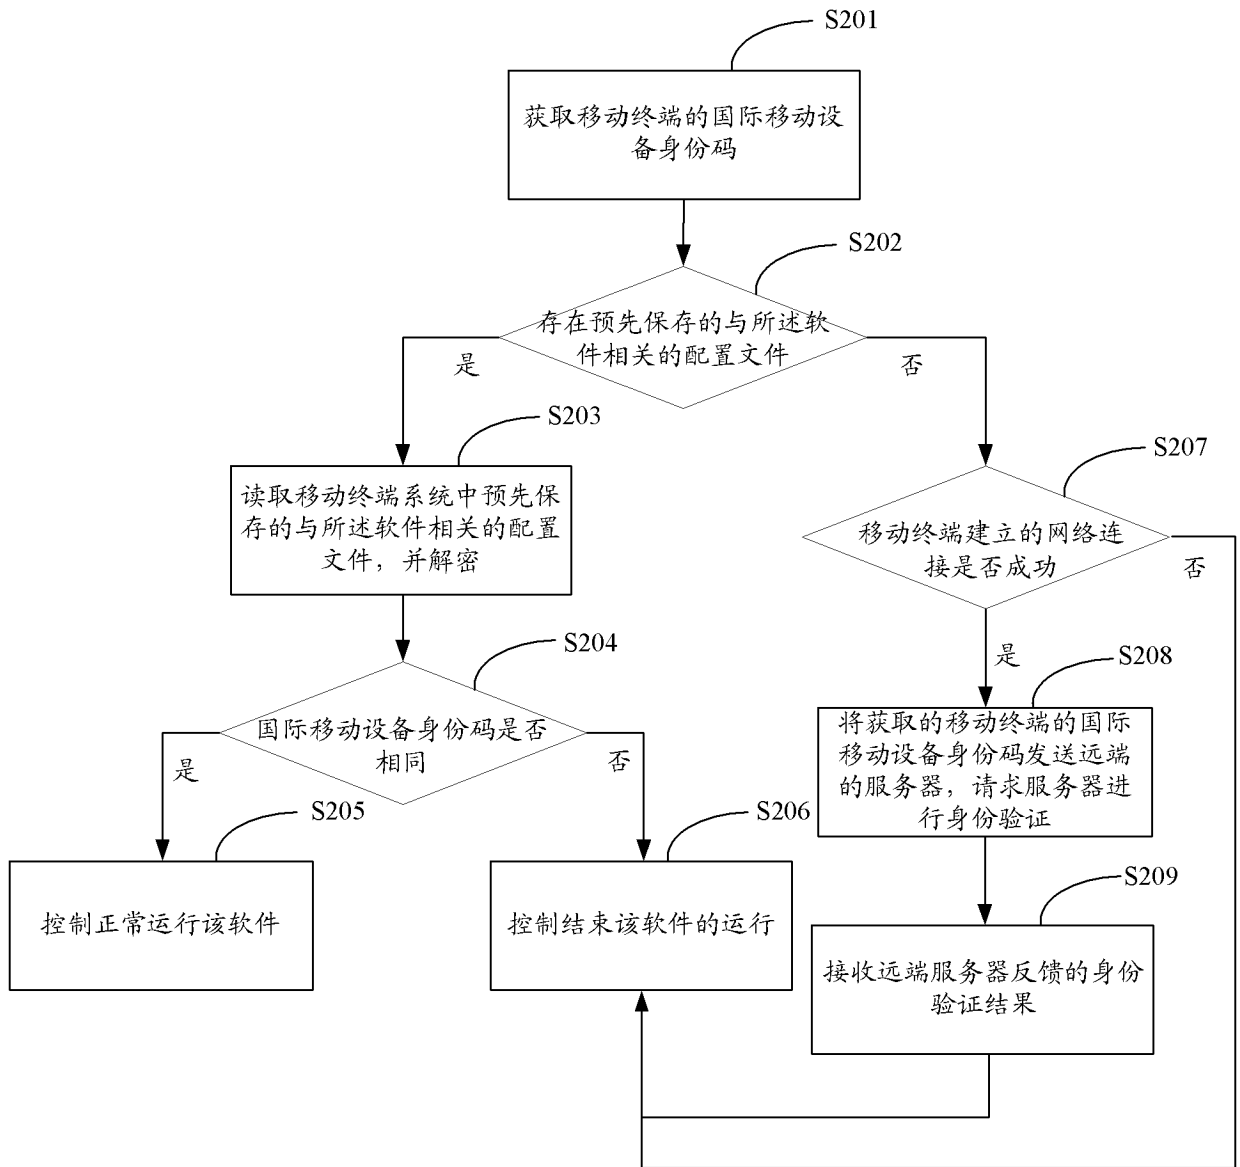 S201
获取移动终端的国际移动设
备身份码
S202
存在预先保存的与所述软
件相关的配置文件
是
否
S203
读取移动终端系统中预先保
存的与所述软件相关的配置
文件，并解密
S207
移动终端建立的网络连
接是否成功
否
是
S204
国际移动设备身份码是否
相同
是
否
S208
将获取的移动终端的国际
移动设备身份码发送远端
的服务器，请求服务器进
行身份验证
S205
控制正常运行该软件
S206
控制结束该软件的运行
S209
接收远端服务器反馈的身份
验证结果